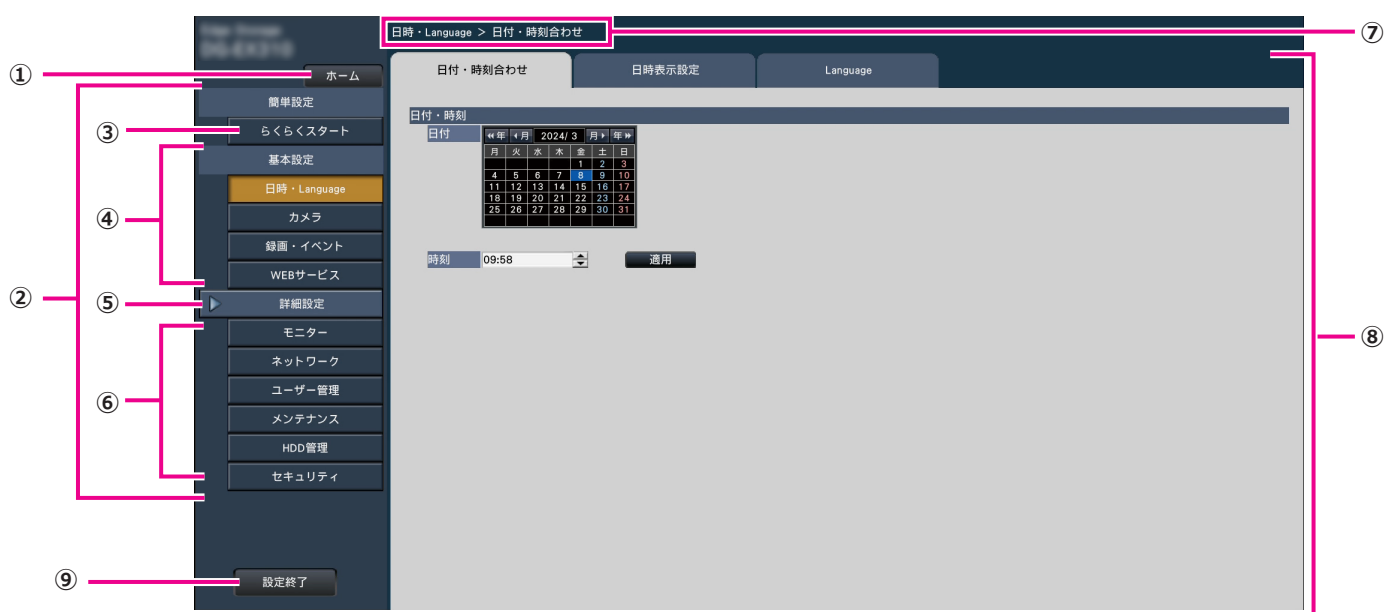 日時・Language > 日付・時刻合わせ
⑦
①
ホーム
日付・時刻合わせ
日時表示設定
Language
⑧
②
簡単設定
③
らくらくスタート
④
基本設定
日時・Language
カメラ
録画・イベント
WEBサービス
⑤
詳細設定
⑥
モニター
ネットワーク
ユーザー管理
メンテナンス
HDD管理
セキュリティ
⑨
設定終了
日付・時刻
日付
年 月 2024/ 3 月 年
月 火 水 木 金 土 日
1 2 3
4 5 6 7 8 9 10
11 12 13 14 15 16 17
18 19 20 21 22 23 24
25 26 27 28 29 30 31
時刻 09:58 適用